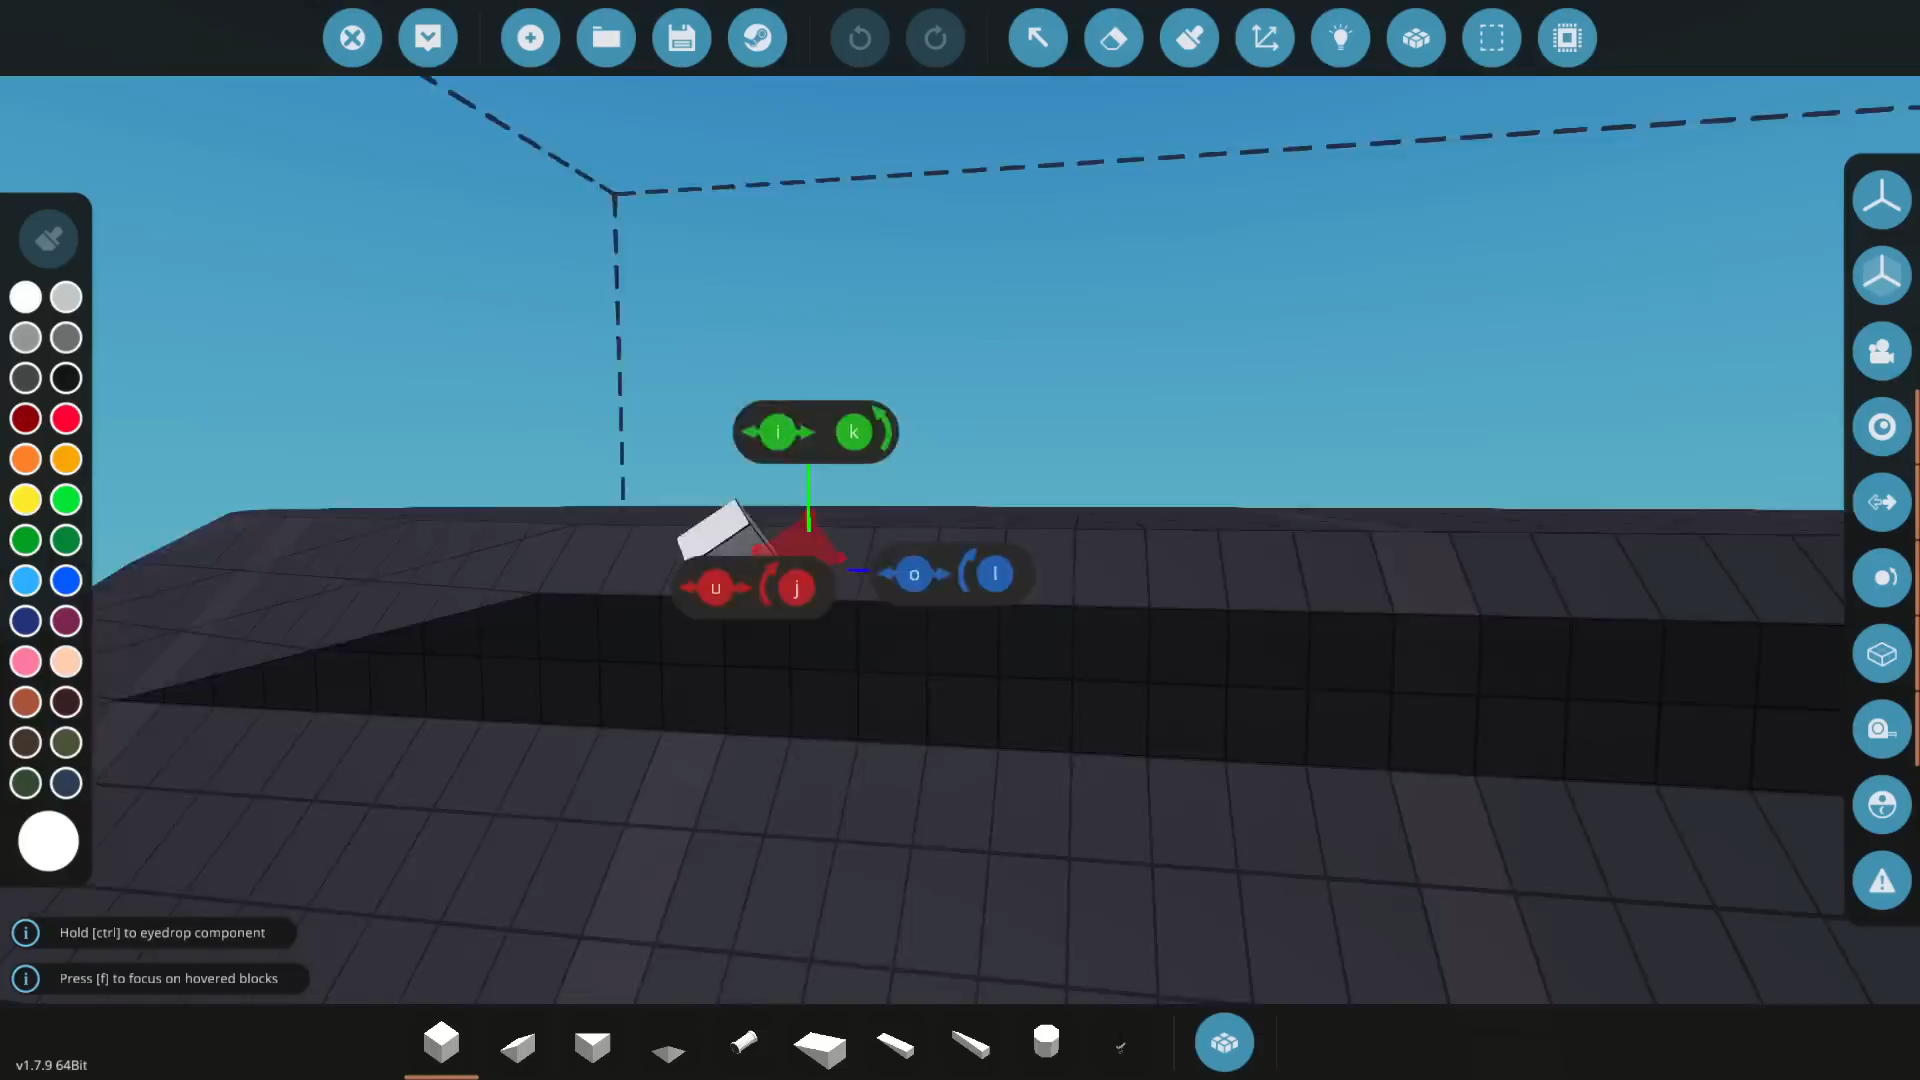 i k
u j
o l
Hold [ctrl] to eyedrop component
Press [f] to focus on hovered blocks
v1.7.9 64Bit